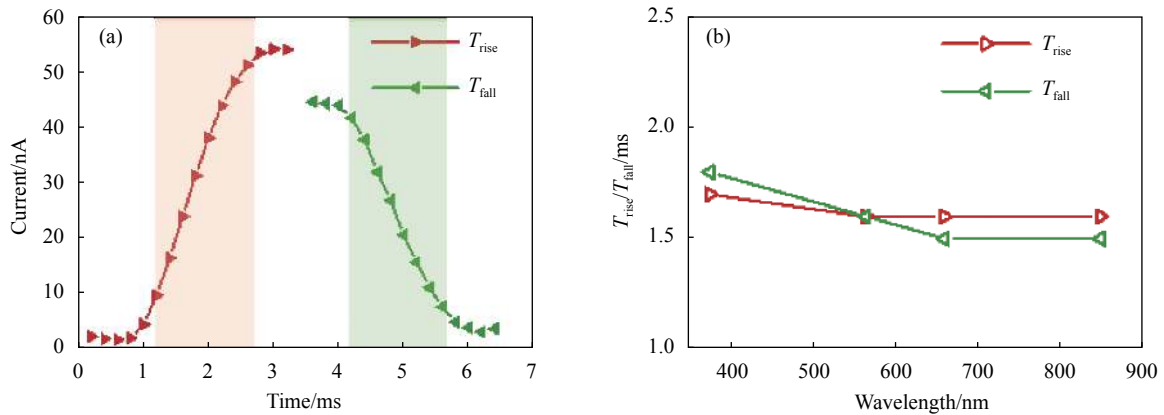 (a)
T_rise
T_fall
60
50
40
30
20
10
0
Current/nA
0 1 2 3 4 5 6 7
Time/ms
(b)
T_rise
T_fall
2.5
2.0
1.5
1.0
T_rise/T_fall/ms
400 500 600 700 800 900
Wavelength/nm